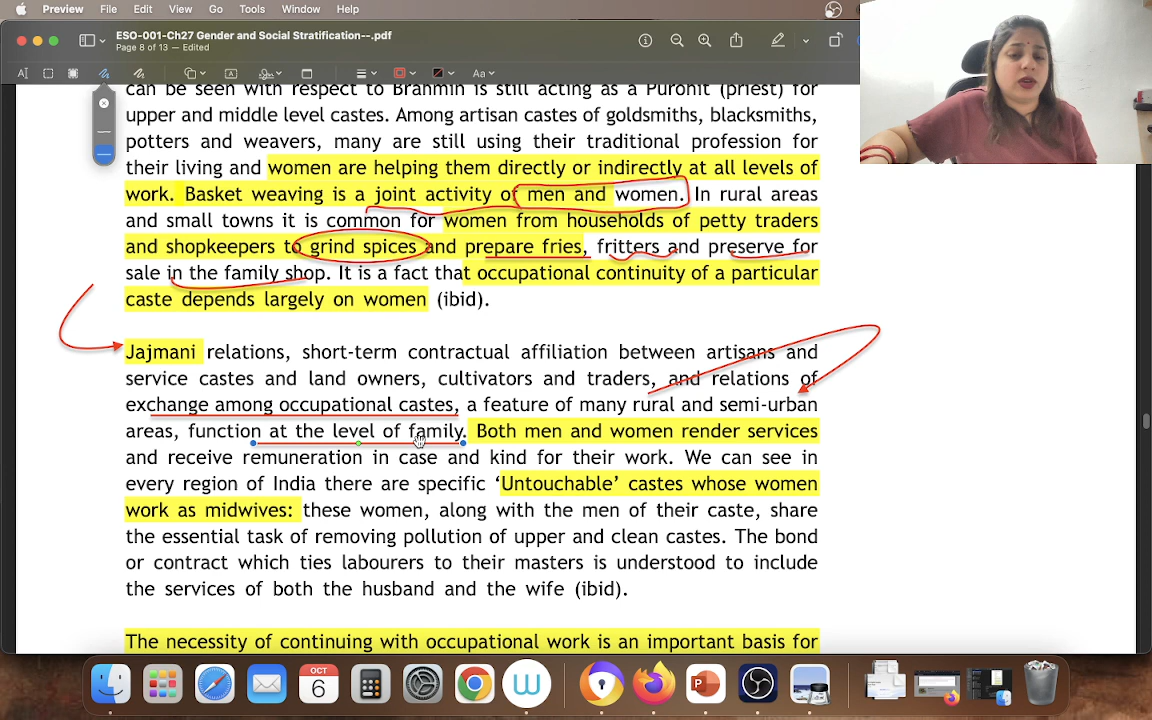 Preview File Edit View Go Tools Window Help
ESO-001-Ch27 Gender and Social Stratification--.pdf
Page 8 of 13 — Edited
Aa
can be seen with respect to Brahmin is still acting as a Purohit (priest) for
upper and middle level castes. Among artisan castes of goldsmiths, blacksmiths,
potters and weavers, many are still using their traditional profession for
their living and women are helping them directly or indirectly at all levels of
work. Basket weaving is a joint activity of men and women. In rural areas
and small towns it is common for women from households of petty traders
and shopkeepers to grind spices and prepare fries, fritters and preserve for
sale in the family shop. It is a fact that occupational continuity of a particular
caste depends largely on women (ibid).
Jajmani relations, short-term contractual affiliation between artisans and
service castes and land owners, cultivators and traders, and relations of
exchange among occupational castes, a feature of many rural and semi-urban
areas, function at the level of family. Both men and women render services
and receive remuneration in case and kind for their work. We can see in
every region of India there are specific ‘Untouchable’ castes whose women
work as midwives: these women, along with the men of their caste, share
the essential task of removing pollution of upper and clean castes. The bond
or contract which ties labourers to their masters is understood to include
the services of both the husband and the wife (ibid).
The necessity of continuing with occupational work is an important basis for
OCT
6
W
P